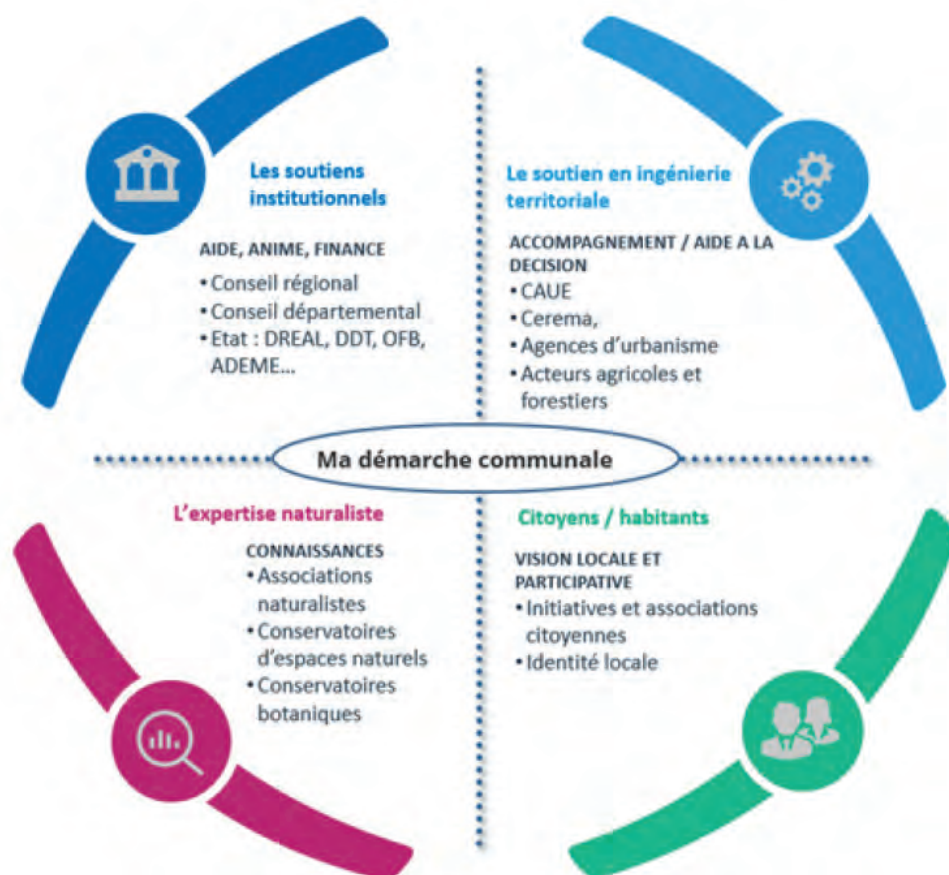 Les soutiens
institutionnels
AIDE, ANIME, FINANCE
• Conseil régional
• Conseil départemental
• Etat : DREAL, DDT, OFB,
ADEME...
Le soutien en ingénierie
territoriale
ACCOMPAGNEMENT / AIDE A LA
DECISION
• CAUE
• Cerema,
• Agences d'urbanisme
• Acteurs agricoles et
forestiers
Ma démarche communale
L'expertise naturaliste
CONNAISSANCES
• Associations
naturalistes
• Conservatoires
d'espaces naturels
• Conservatoires
botaniques
Citoyens / habitants
VISION LOCALE ET
PARTICIPATIVE
• Initiatives et associations
citoyennes
• Identité locale